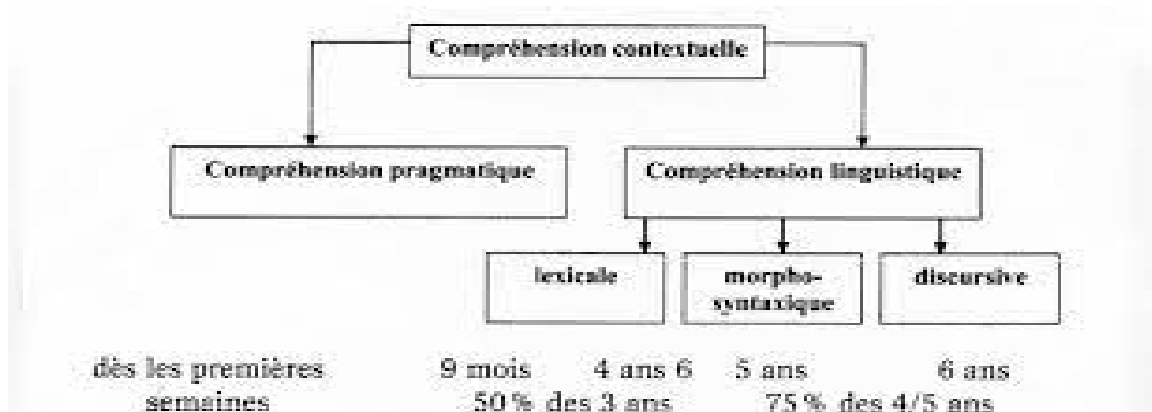 Compréhension contextuelle
Compréhension pragmatique
Compréhension linguistique
lexicale
morpho-
syntaxique
discursive
dès les premières
semaines
9 mois
4 ans 6
5 ans
6 ans
50 % des 3 ans
75 % des 4/5 ans